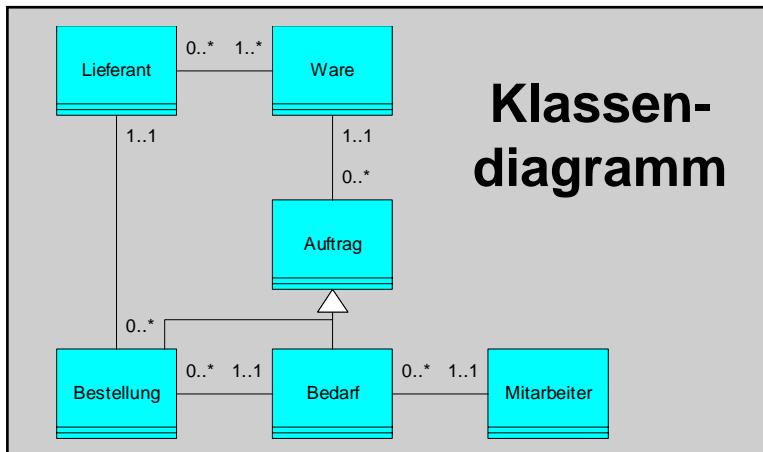 Lieferant
0..* 1..*
Ware
Klassen-
diagramm
1..1
1..1
0..*
Auftrag
0..*
Bestellung
0..* 1..1
Bedarf
0..* 1..1
Mitarbeiter